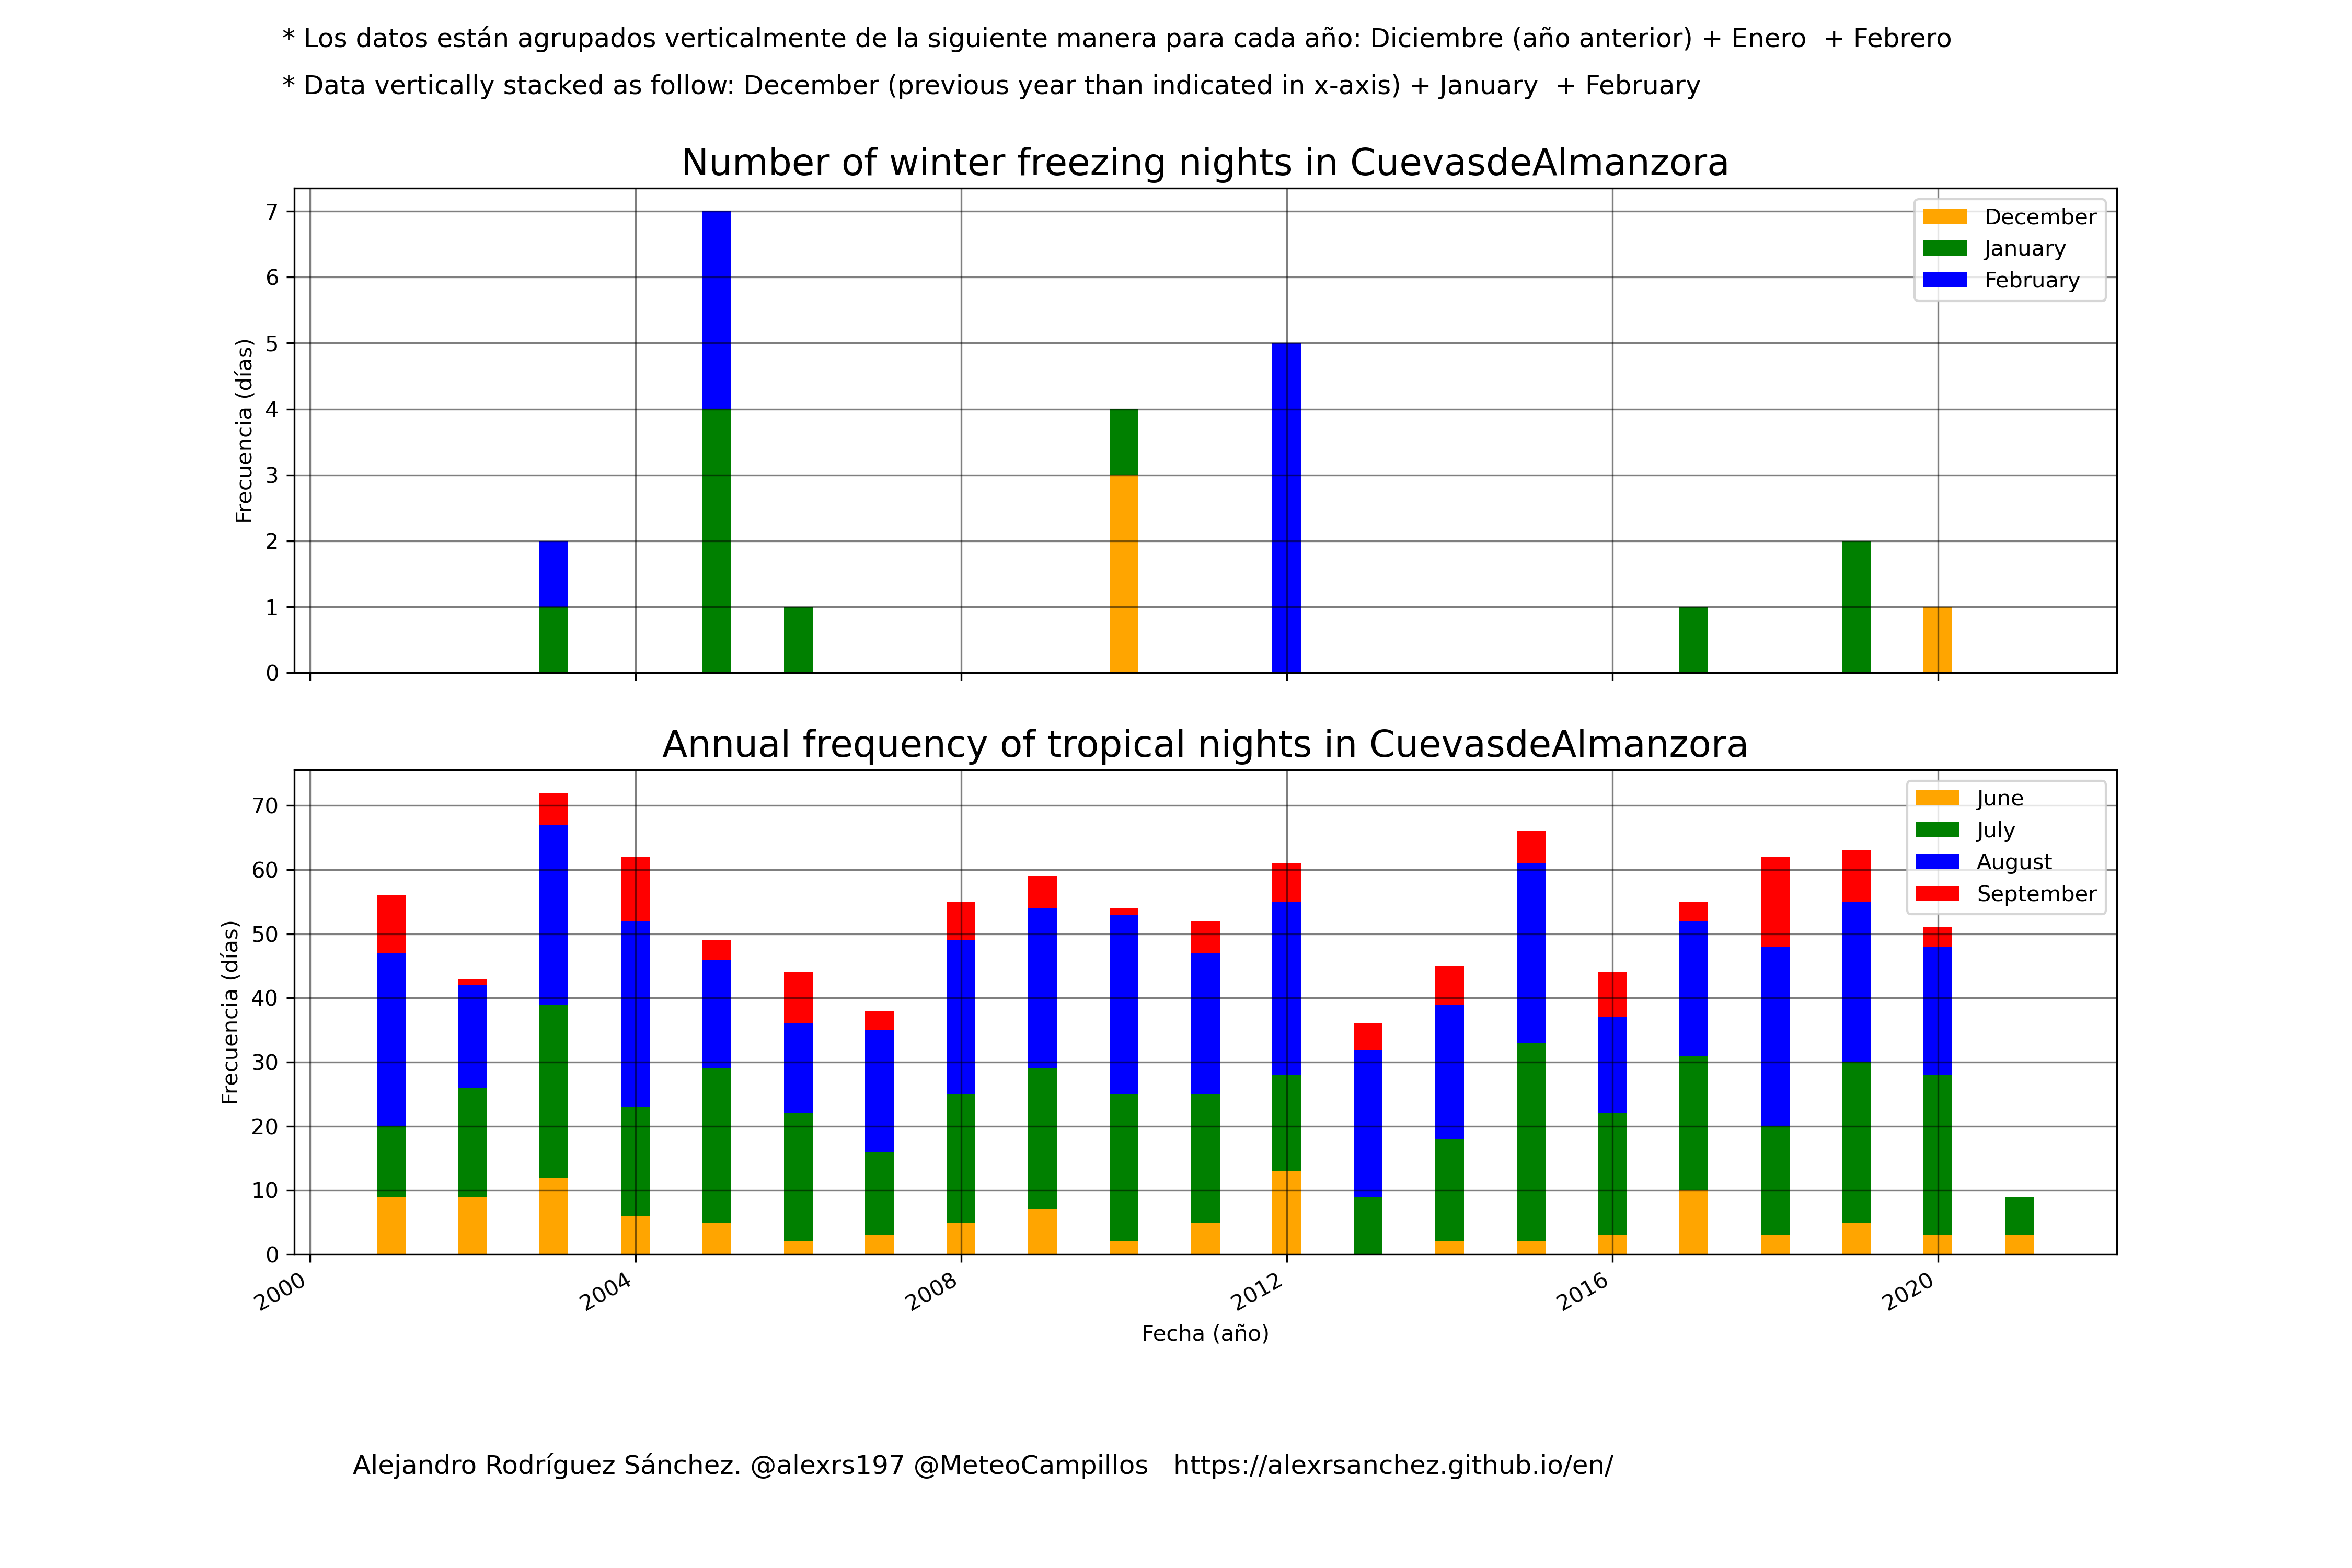 * Los datos están agrupados verticalmente de la siguiente manera para cada año: Diciembre (año anterior) + Enero  + Febrero
* Data vertically stacked as follow: December (previous year than indicated in x-axis) + January  + February
Number of winter freezing nights in CuevasdeAlmanzora
7
6
5
4
3
2
1
0
Frecuencia (días)
December
January
February
Annual frequency of tropical nights in CuevasdeAlmanzora
70
60
50
40
30
20
10
0
Frecuencia (días)
June
July
August
September
2000
2004
2008
2012
2016
2020
Fecha (año)
Alejandro Rodríguez Sánchez. @alexrs197 @MeteoCampillos   https://alexrsanchez.github.io/en/